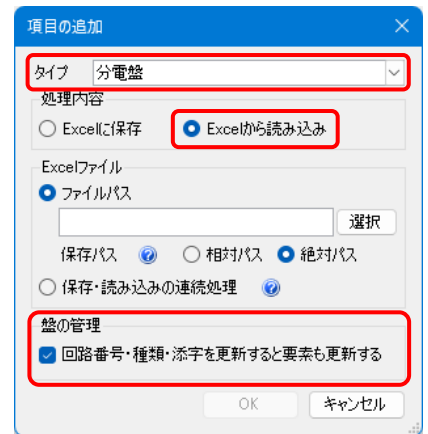 項目の追加
タイプ 分電盤
処理内容
Excelに保存 Excelから読み込み
Excelファイル
ファイルパス
選択
保存パス ? 相対パス 絶対パス
保存・読み込みの連続処理 ?
盤の管理
回路番号・種類・添字を更新すると要素も更新する
OK キャンセル